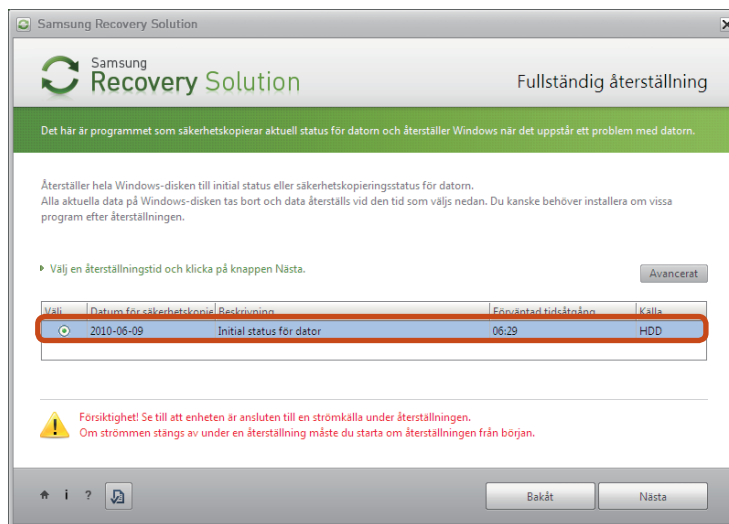 Samsung Recovery Solution
Samsung
Recovery Solution
Fullständig återställning
Det här är programmet som säkerhetskopierar aktuell status för datorn och återställer Windows när det uppstår ett problem med datorn.
Återställer hela Windows-disken till initial status eller säkerhetskopieringsstatus för datorn.
Alla aktuella data på Windows-disken tas bort och data återställs vid den tid som väljs nedan. Du kanske behöver installera om vissa
program efter återställningen.
Välj en återställningstid och klicka på knappen Nästa.
Avancerat
Välj Datum för säkerhetskopie Beskrivning Förväntad tidsåtgång Källa
2010-06-09 Initial status för dator 06:29 HDD
Försiktighet! Se till att enheten är ansluten till en strömkälla under återställningen.
Om strömmen stängs av under en återställning måste du starta om återställningen från början.
i ?
Bakåt
Nästa